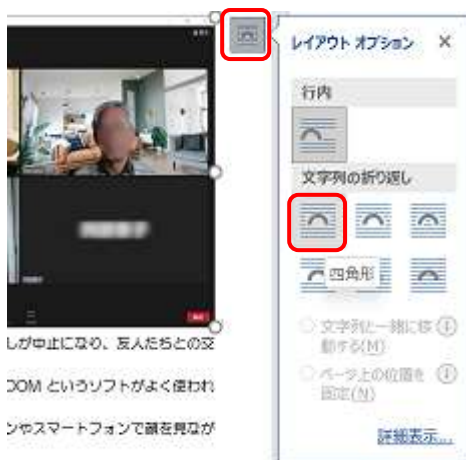 レイアウト オプション
行内
文字列の折り返し
四角形
文字列と一緒に移
動する(M)
ページ上の位置を
固定(N)
詳細表示...
しが中止になり、友人たちとの交
OOM というソフトがよく使われ
ンやスマートフォンで顔を見なが